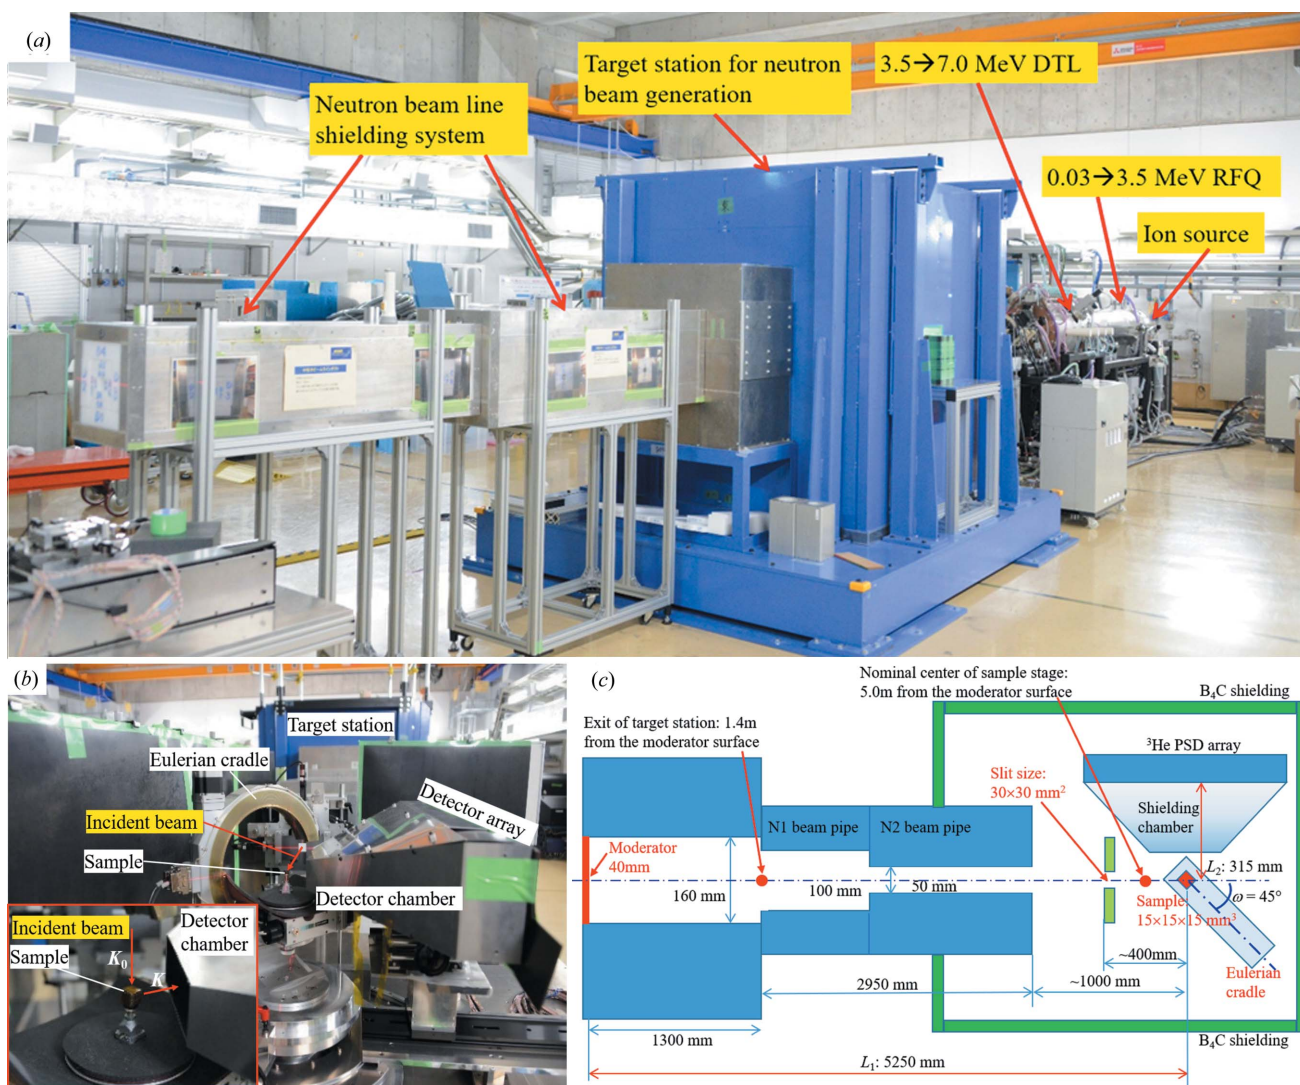 (a)
Neutron beam line
shielding system
Target station for neutron
beam generation
3.5→7.0 MeV DTL
0.03→3.5 MeV RFQ
Ion source
(b)
Target station
Eulerian cradle
Incident beam
Sample
Detector array
Detector chamber
Incident beam
Sample
K₀
K
Detector
chamber
(c)
Nominal center of sample stage:
5.0m from the moderator surface
B₄C shielding
Exit of target station: 1.4m
from the moderator surface
³He PSD array
Slit size:
30×30 mm²
Shielding
chamber
N1 beam pipe
N2 beam pipe
Moderator
40mm
160 mm
100 mm
50 mm
L₂: 315 mm
Sample
15×15×15 mm³
ω = 45°
~400mm
Eulerian
cradle
2950 mm
~1000 mm
1300 mm
B₄C shielding
L₁: 5250 mm